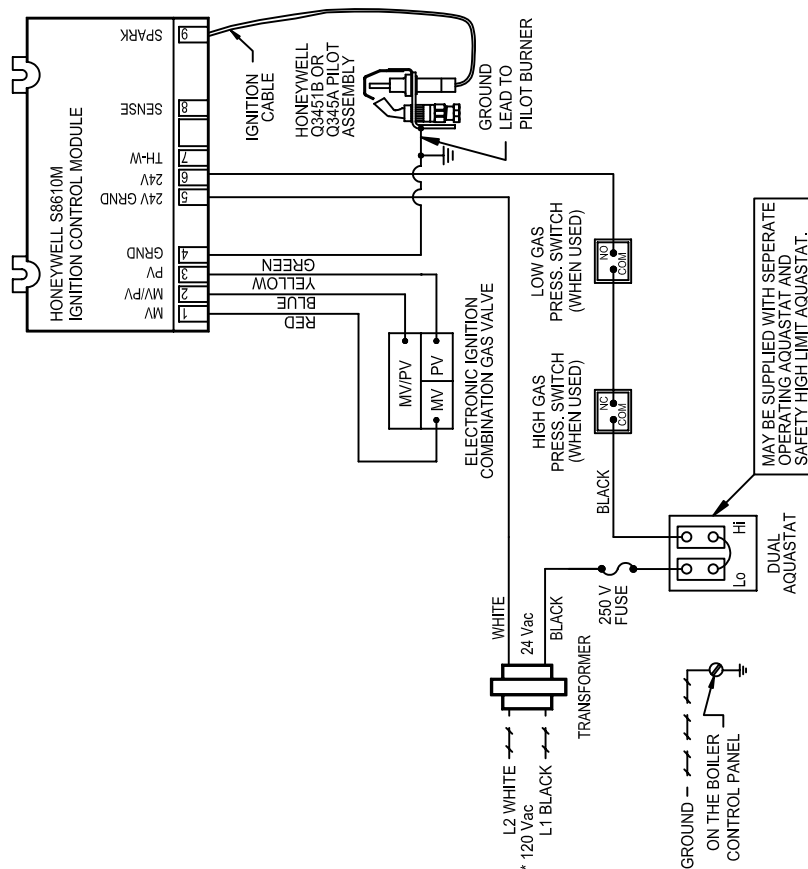 HONEYWELL S8610M
IGNITION CONTROL MODULE
MV
MV/PV
PV
GRND
24V GRND
24V
TH-W
SENSE
SPARK
1
2
3
4
5
6
7
8
9
RED
BLUE
YELLOW
GREEN
IGNITION
CABLE
HONEYWELL
Q3451B OR
Q345A PILOT
ASSEMBLY
GROUND
LEAD TO
PILOT BURNER
MV/PV
MV
PV
ELECTRONIC IGNITION
COMBINATION GAS VALVE
HIGH GAS
PRESS. SWITCH
(WHEN USED)
NC
COM
LOW GAS
PRESS. SWITCH
(WHEN USED)
NO
COM
BLACK
WHITE
24 Vac
BLACK
TRANSFORMER
L2 WHITE
* 120 Vac
L1 BLACK
250 V
FUSE
Lo
Hi
DUAL
AQUASTAT
MAY BE SUPPLIED WITH SEPERATE
OPERATING AQUASTAT AND
SAFETY HIGH LIMIT AQUASTAT.
GROUND
ON THE BOILER
CONTROL PANEL